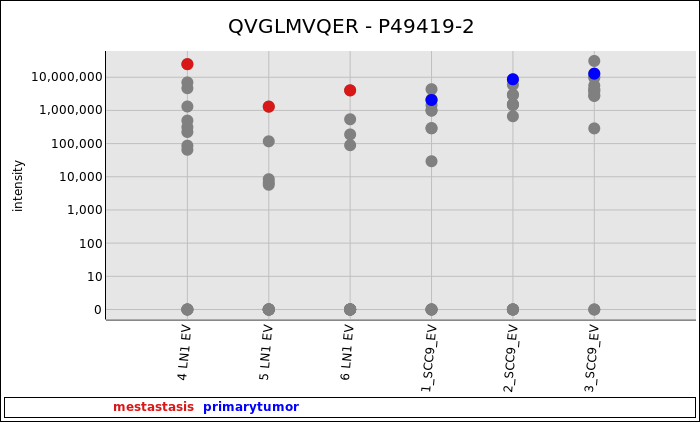 QVGLMVQER - P49419-2
intensity
10,000,000
1,000,000
100,000
10,000
1,000
100
10
0
4 LN1 EV
5 LN1 EV
6 LN1 EV
1_SCC9_EV
2_SCC9_EV
3_SCC9_EV
mestastasis primarytumor